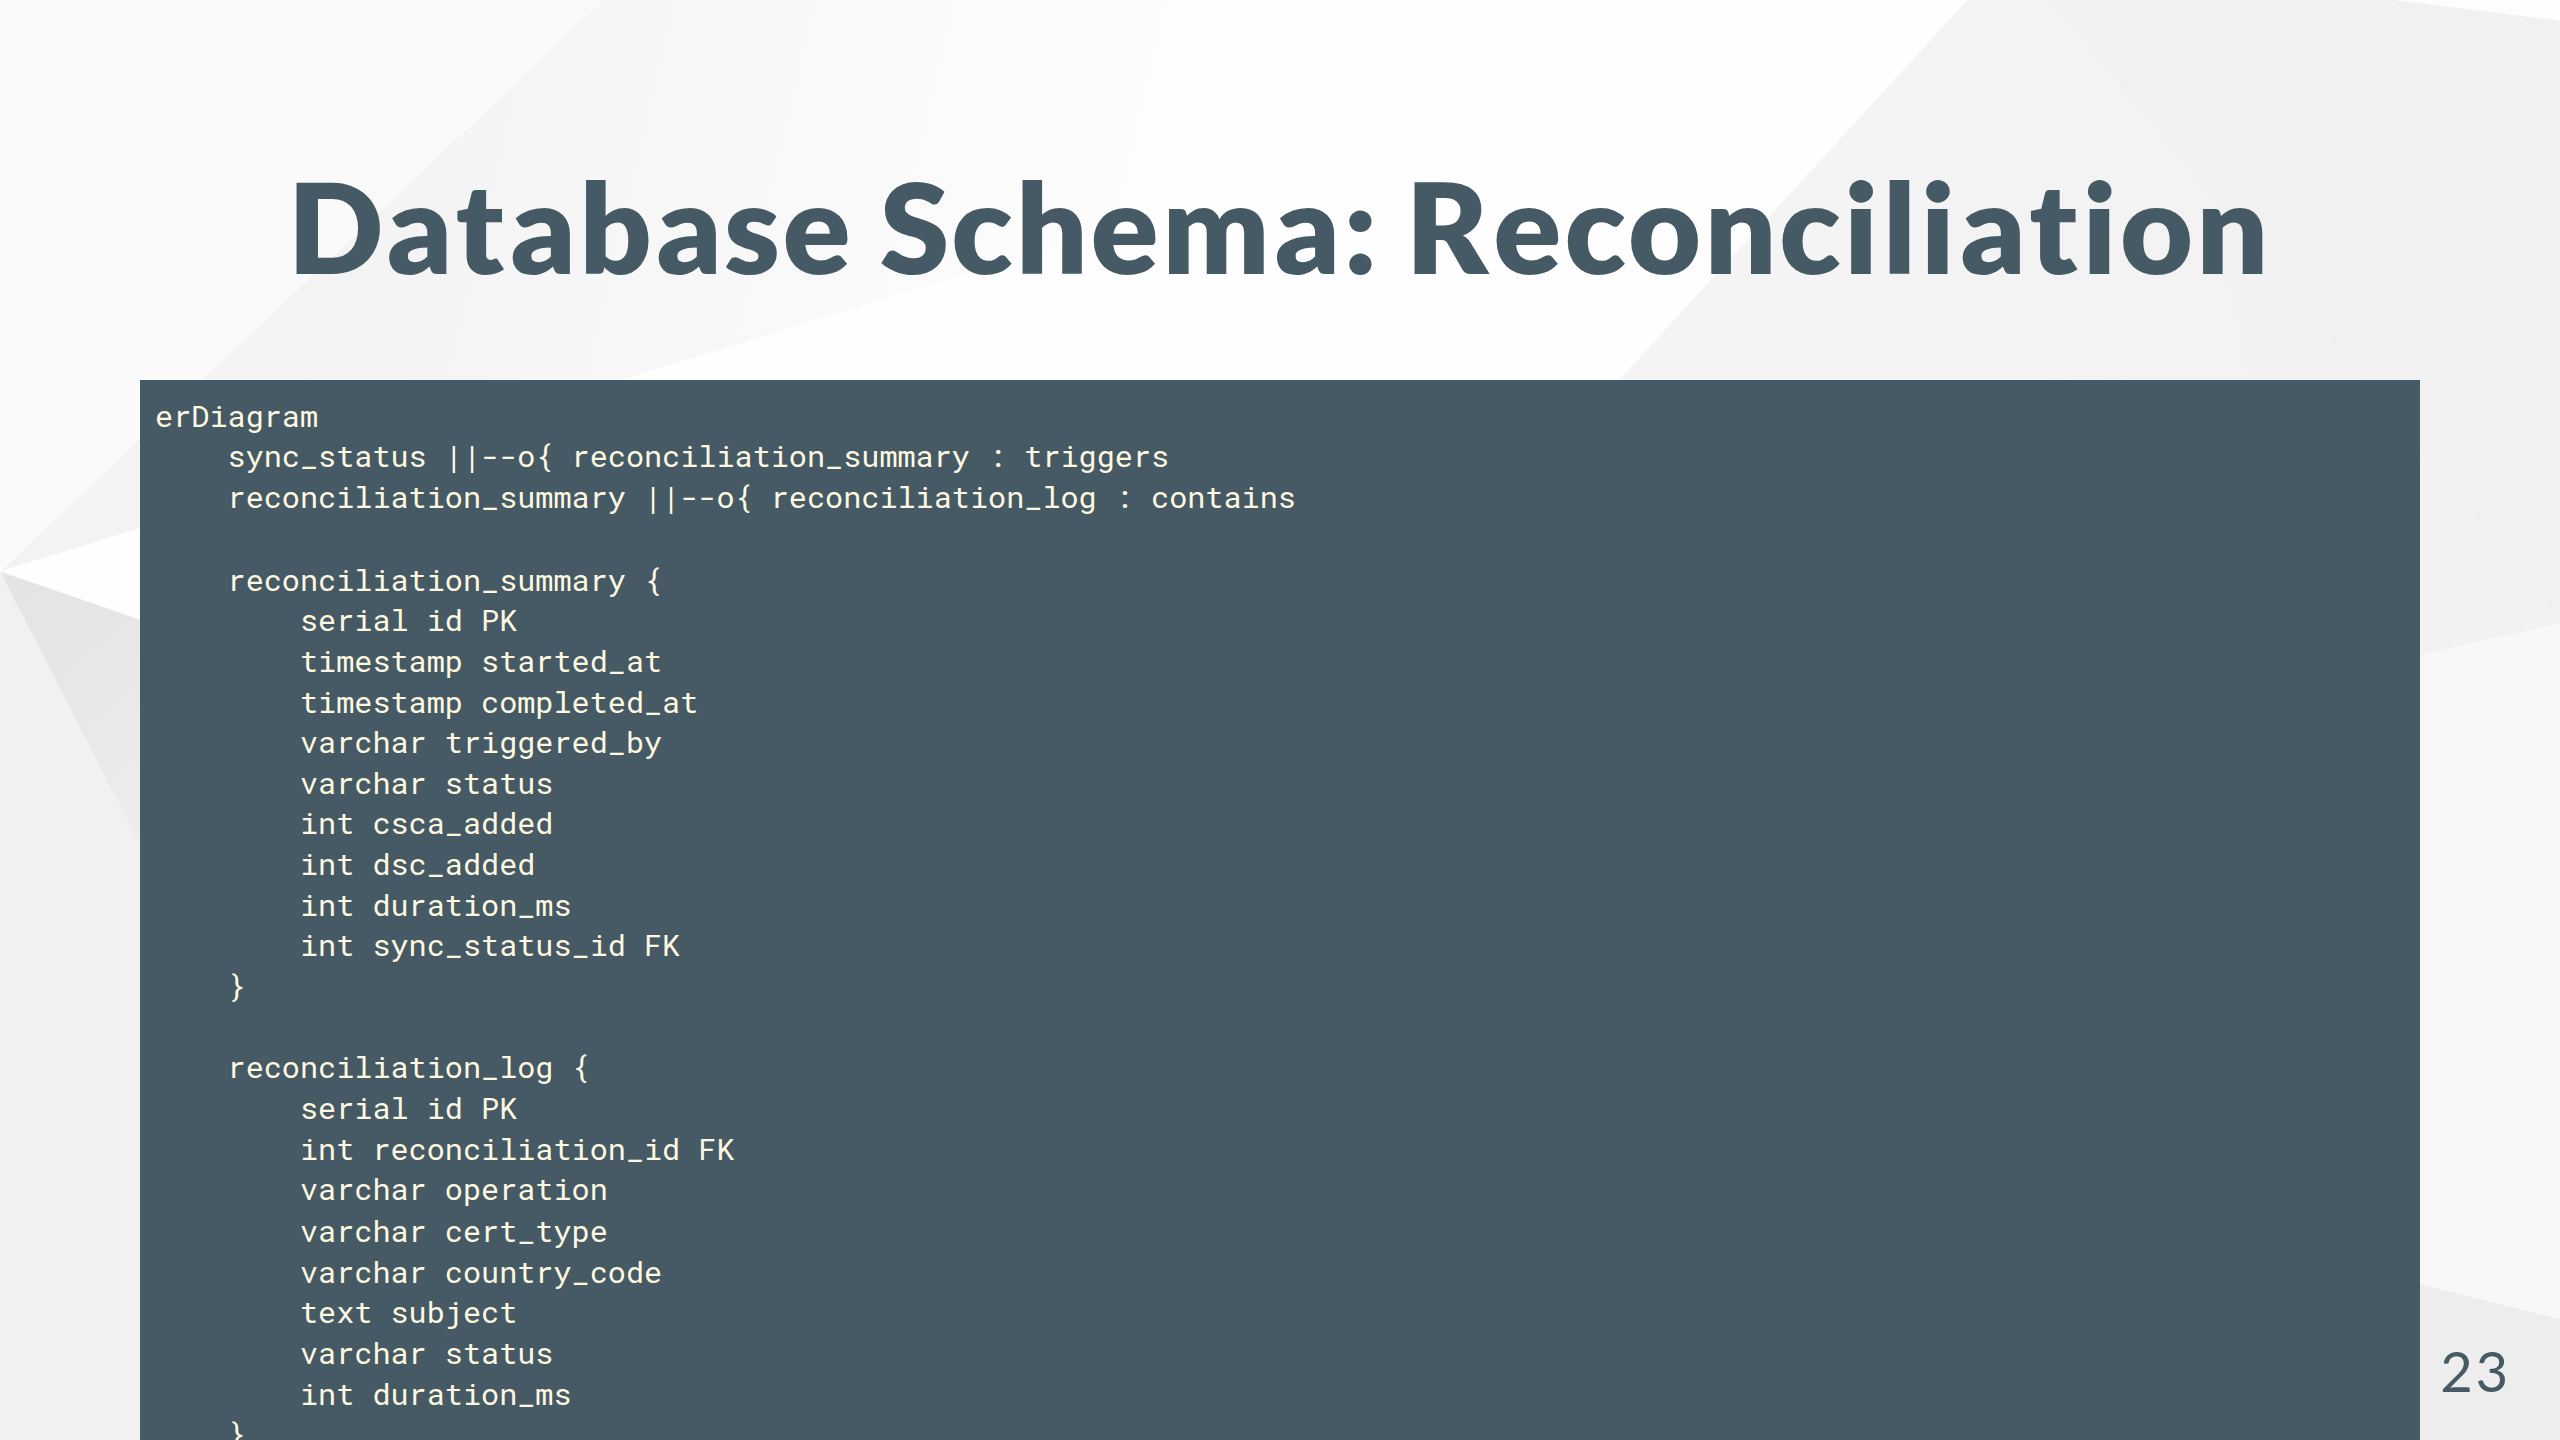 Database Schema: Reconciliation
erDiagram
    sync_status ||--o{ reconciliation_summary : triggers
    reconciliation_summary ||--o{ reconciliation_log : contains

    reconciliation_summary {
        serial id PK
        timestamp started_at
        timestamp completed_at
        varchar triggered_by
        varchar status
        int csca_added
        int dsc_added
        int duration_ms
        int sync_status_id FK
    }

    reconciliation_log {
        serial id PK
        int reconciliation_id FK
        varchar operation
        varchar cert_type
        varchar country_code
        text subject
        varchar status
        int duration_ms
    }
23